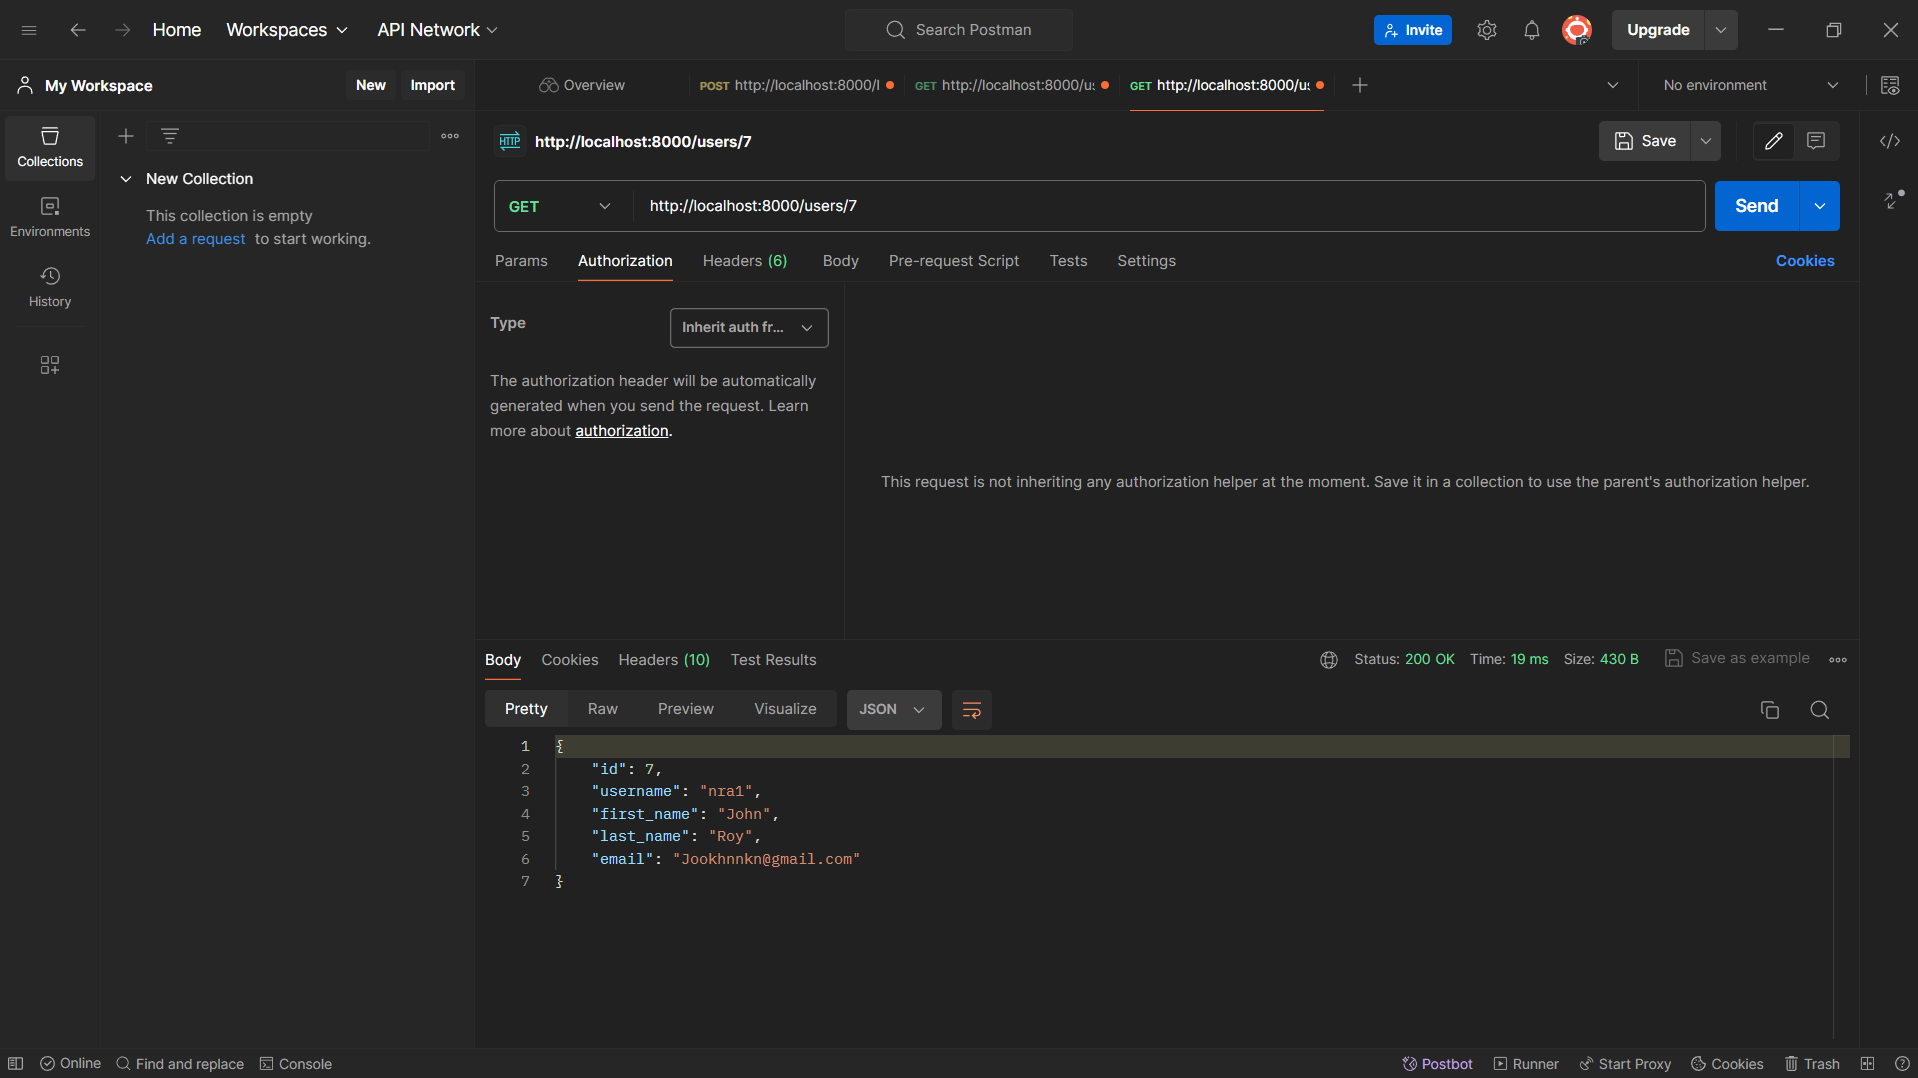 Home Workspaces API Network Search Postman Invite Upgrade
My Workspace New Import Overview POST http://localhost:8000/l GET http://localhost:8000/us GET http://localhost:8000/us No environment
Collections
Environments
History
New Collection
This collection is empty
Add a request to start working.
HTTP http://localhost:8000/users/7 Save
GET http://localhost:8000/users/7 Send
Params Authorization Headers (6) Body Pre-request Script Tests Settings Cookies
Type Inherit auth fr...
The authorization header will be automatically
generated when you send the request. Learn
more about authorization.
This request is not inheriting any authorization helper at the moment. Save it in a collection to use the parent's authorization helper.
Body Cookies Headers (10) Test Results Status: 200 OK Time: 19 ms Size: 430 B Save as example
Pretty Raw Preview Visualize JSON
1 {
2 "id": 7,
3 "username": "nra1",
4 "first_name": "John",
5 "last_name": "Roy",
6 "email": "Jookhnnkn@gmail.com"
7 }
Online Find and replace Console Postbot Runner Start Proxy Cookies Trash